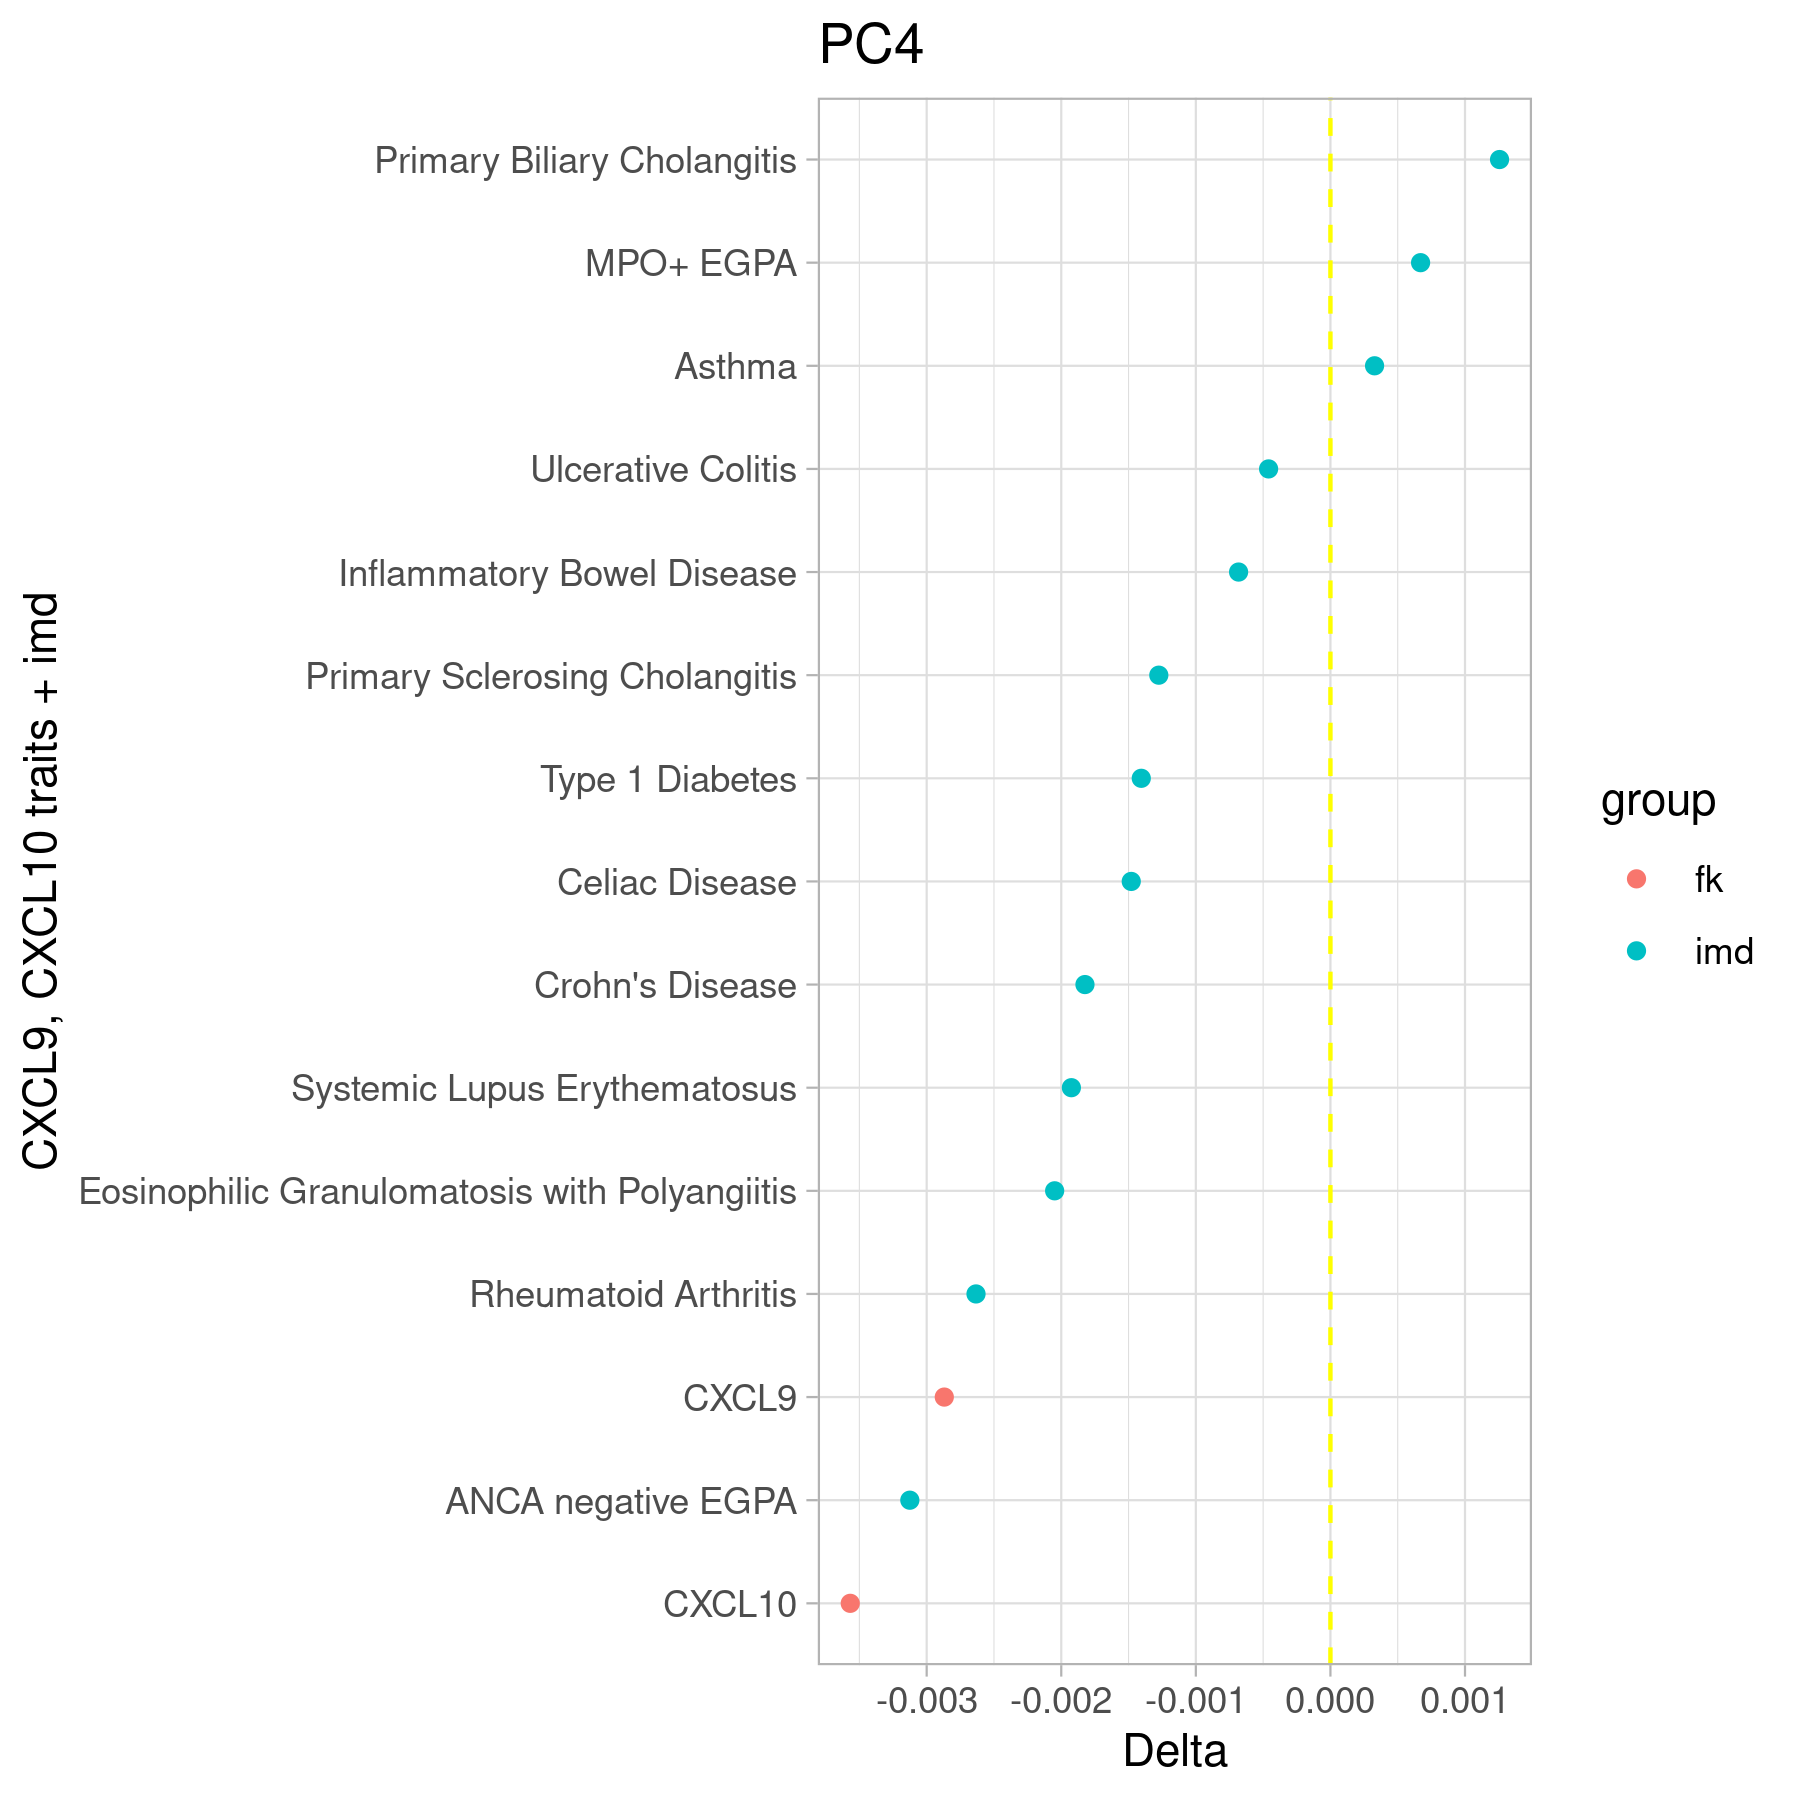 PC4
CXCL9, CXCL10 traits + imd
Primary Biliary Cholangitis
MPO+ EGPA
Asthma
Ulcerative Colitis
Inflammatory Bowel Disease
Primary Sclerosing Cholangitis
Type 1 Diabetes
Celiac Disease
Crohn's Disease
Systemic Lupus Erythematosus
Eosinophilic Granulomatosis with Polyangiitis
Rheumatoid Arthritis
CXCL9
ANCA negative EGPA
CXCL10
-0.003 -0.002 -0.001 0.000 0.001
Delta
group
fk
imd